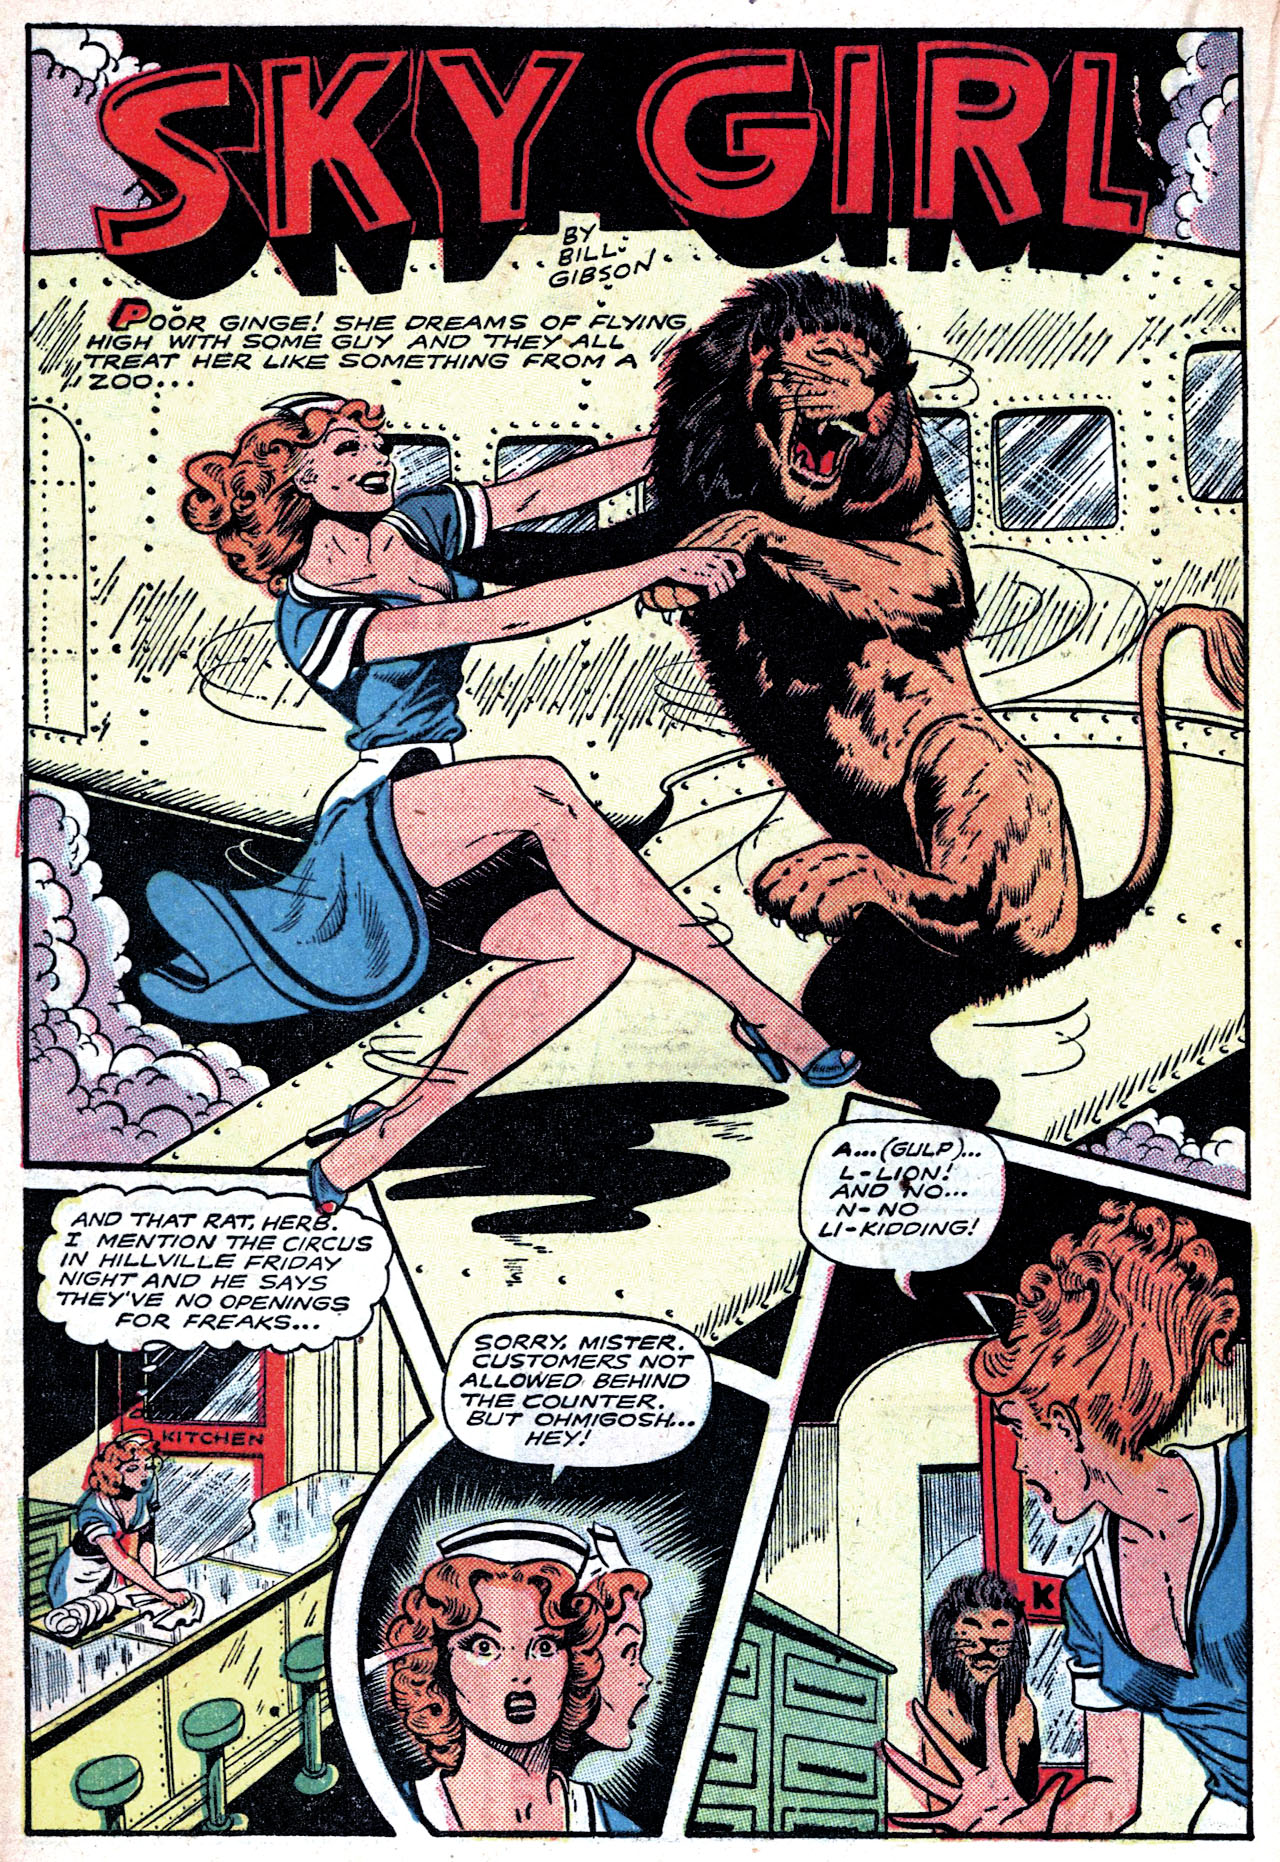 SKY GIRL
BY
BILL
GIBSON
POOR GINGE! SHE DREAMS OF FLYING
HIGH WITH SOME GUY AND THEY ALL
TREAT HER LIKE SOMETHING FROM A
ZOO...
AND THAT RAT, HERB.
I MENTION THE CIRCUS
IN HILLVILLE FRIDAY
NIGHT AND HE SAYS
THEY'VE NO OPENINGS
FOR FREAKS...
KITCHEN
SORRY, MISTER.
CUSTOMERS NOT
ALLOWED BEHIND
THE COUNTER.
BUT OHMIGOSH...
HEY!
A...(GULP)...
L-LION!
AND NO...
N-NO
LI-KIDDING!
K